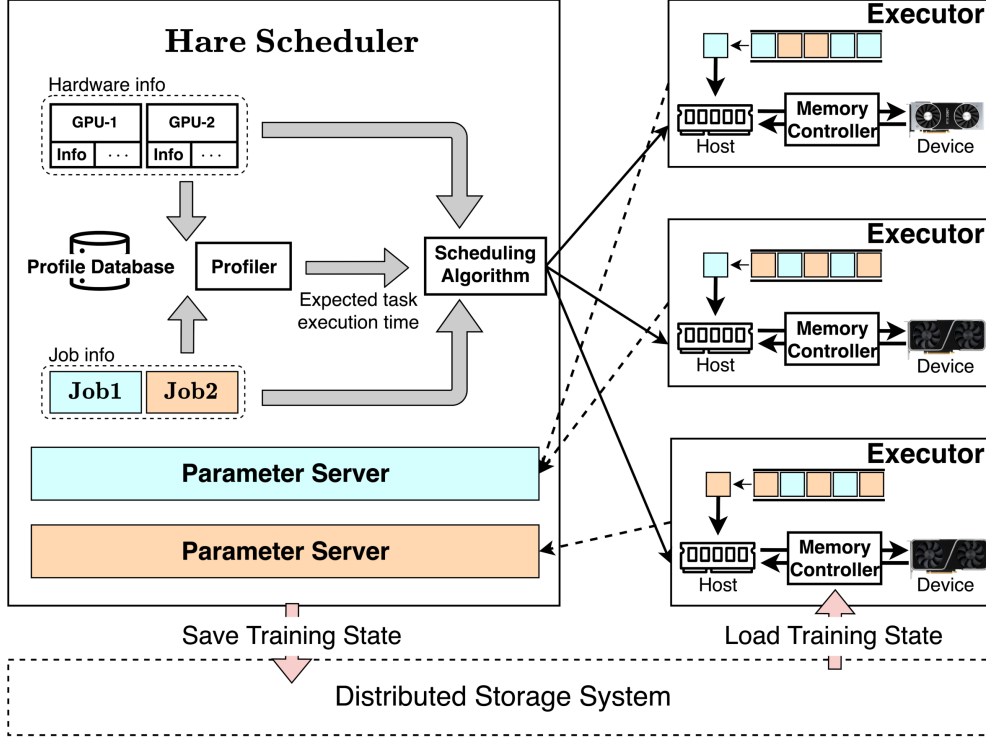 Hare Scheduler
Hardware info
GPU-1
GPU-2
Info
···
Info
···
Profile Database
Profiler
Expected task
execution time
Scheduling
Algorithm
Job info
Job1
Job2
Parameter Server
Parameter Server
Executor
Host
Memory
Controller
Device
Executor
Host
Memory
Controller
Device
Executor
Host
Memory
Controller
Device
Save Training State
Load Training State
Distributed Storage System